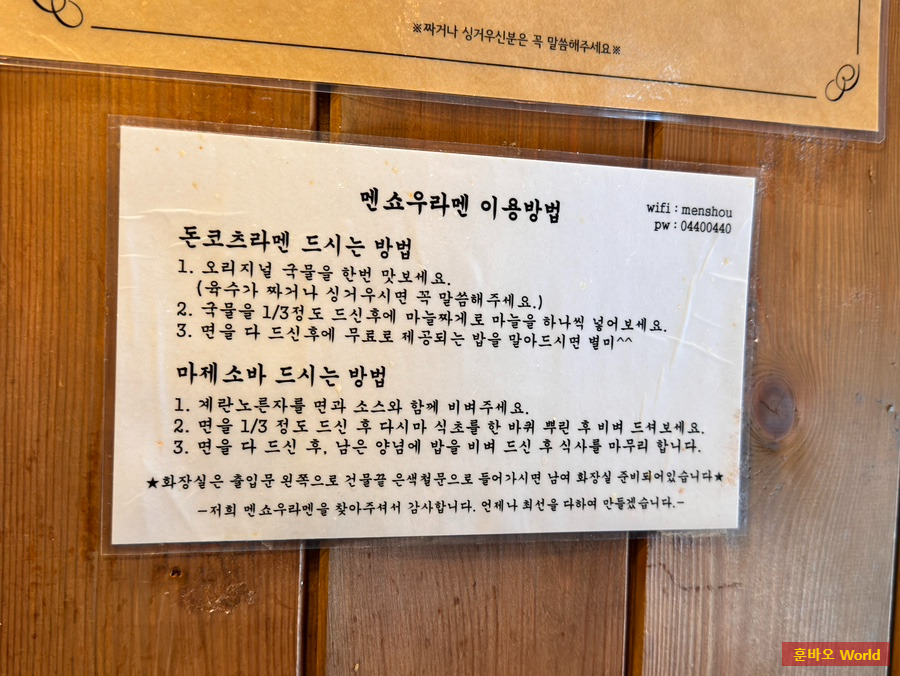 ※짜거나 싱거우신분은 꼭 말씀해주세요※
멘쇼우라멘 이용방법
wifi : menshou
pw : 04400440
돈코츠라멘 드시는 방법
1. 오리지널 국물을 한번 맛보세요.
(육수가 짜거나 싱거우시면 꼭 말씀해주세요.)
2. 국물을 1/3정도 드신후에 마늘짜게로 마늘을 하나씩 넣어보세요.
3. 면을 다 드신후에 무료로 제공되는 밥을 말아드시면 별미^^
마제소바 드시는 방법
1. 계란노른자를 면과 소스와 함께 비벼주세요.
2. 면을 1/3 정도 드신 후 다시마 식초를 한 바퀴 뿌린 후 비벼 드셔보세요.
3. 면을 다 드신 후, 남은 양념에 밥을 비벼 드신 후 식사를 마무리 합니다.
★화장실은 출입문 왼쪽으로 건물끝 은색철문으로 들어가시면 남여 화장실 준비되어있습니다★
-저희 멘쇼우라멘을 찾아주셔서 감사합니다. 언제나 최선을 다하여 만들겠습니다.-
훈바오 World